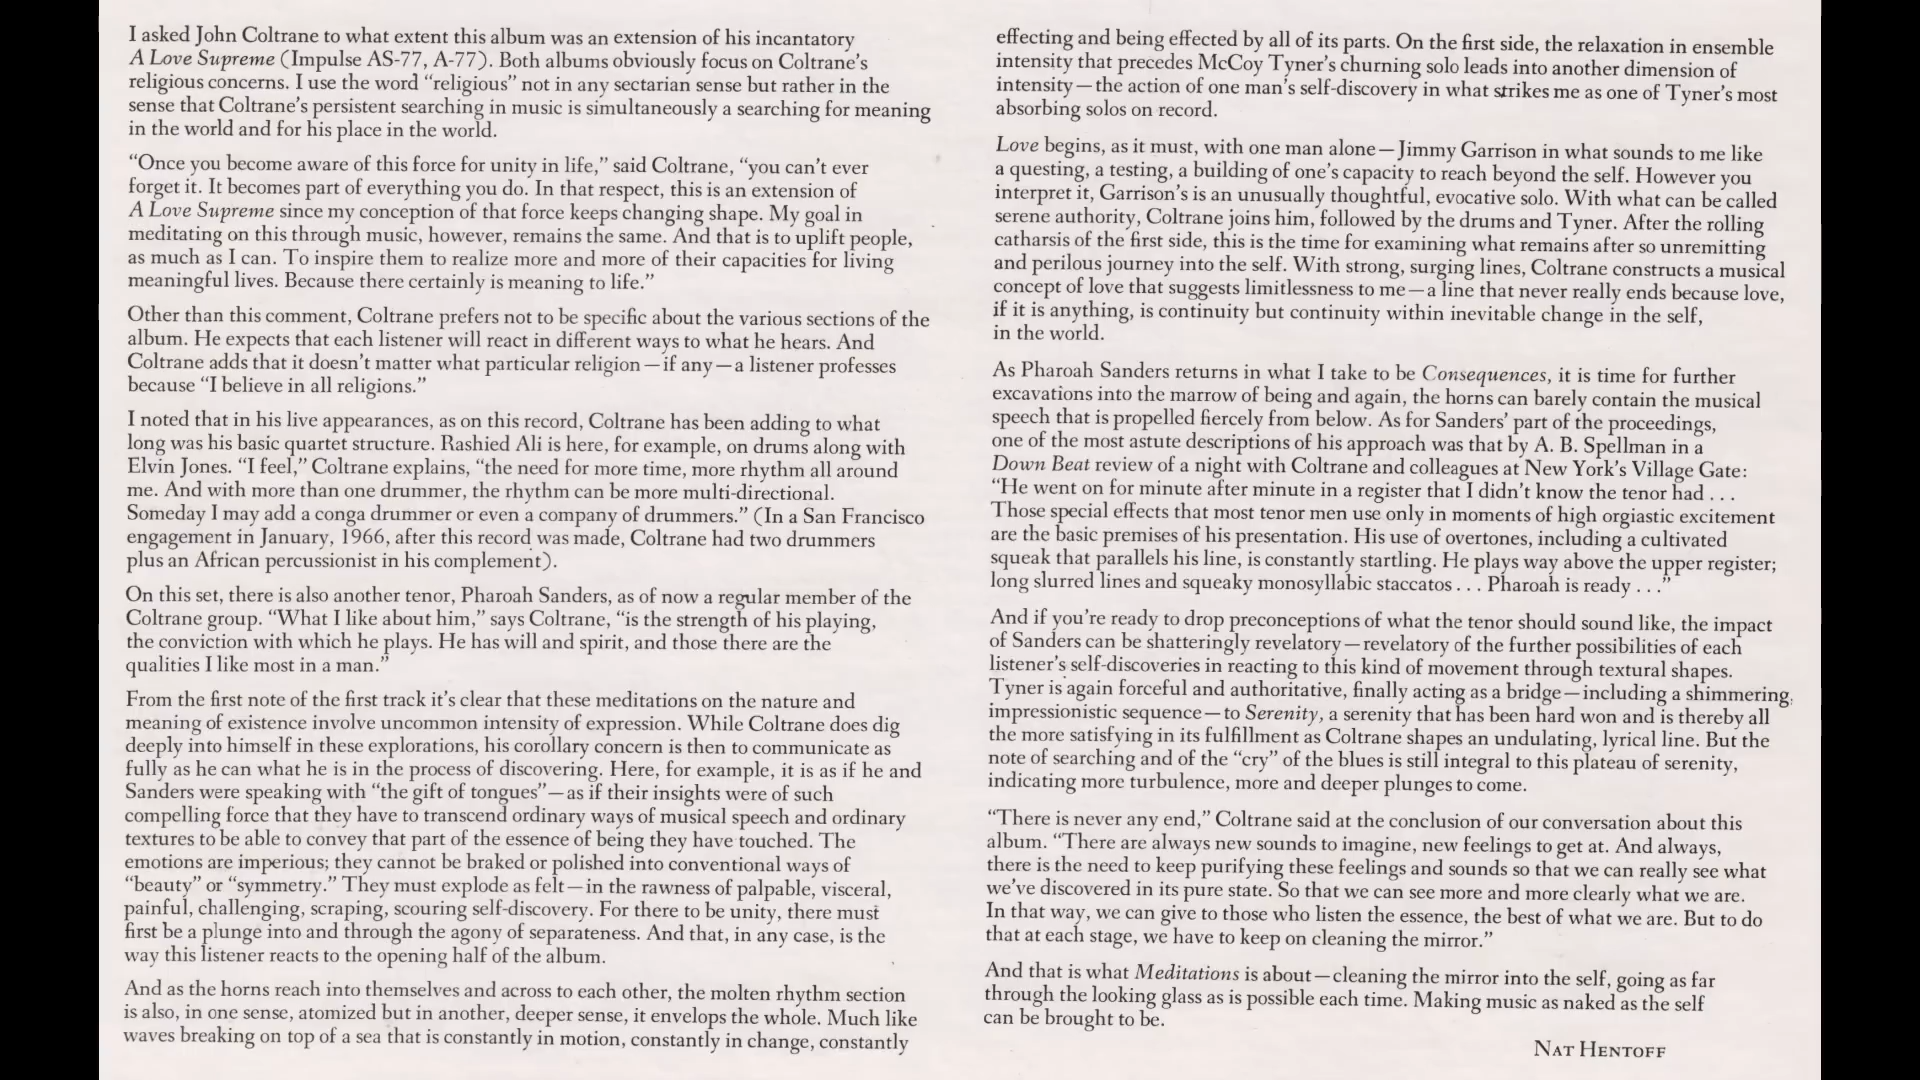 I asked John Coltrane to what extent this album was an extension of his incantatory
A Love Supreme (Impulse AS-77, A-77). Both albums obviously focus on Coltrane's
religious concerns. I use the word “religious” not in any sectarian sense but rather in the
sense that Coltrane's persistent searching in music is simultaneously a searching for meaning
in the world and for his place in the world.
“Once you become aware of this force for unity in life,” said Coltrane, “you can't ever
forget it. It becomes part of everything you do. In that respect, this is an extension of
A Love Supreme since my conception of that force keeps changing shape. My goal in
meditating on this through music, however, remains the same. And that is to uplift people,
as much as I can. To inspire them to realize more and more of their capacities for living
meaningful lives. Because there certainly is meaning to life.”
Other than this comment, Coltrane prefers not to be specific about the various sections of the
album. He expects that each listener will react in different ways to what he hears. And
Coltrane adds that it doesn't matter what particular religion—if any—a listener professes
because “I believe in all religions.”
I noted that in his live appearances, as on this record, Coltrane has been adding to what
long was his basic quartet structure. Rashied Ali is here, for example, on drums along with
Elvin Jones. “I feel,” Coltrane explains, “the need for more time, more rhythm all around
me. And with more than one drummer, the rhythm can be more multi-directional.
Someday I may add a conga drummer or even a company of drummers.” (In a San Francisco
engagement in January, 1966, after this record was made, Coltrane had two drummers
plus an African percussionist in his complement).
On this set, there is also another tenor, Pharoah Sanders, as of now a regular member of the
Coltrane group. “What I like about him,” says Coltrane, “is the strength of his playing,
the conviction with which he plays. He has will and spirit, and those there are the
qualities I like most in a man.”
From the first note of the first track it's clear that these meditations on the nature and
meaning of existence involve uncommon intensity of expression. While Coltrane does dig
deeply into himself in these explorations, his corollary concern is then to communicate as
fully as he can what he is in the process of discovering. Here, for example, it is as if he and
Sanders were speaking with “the gift of tongues”—as if their insights were of such
compelling force that they have to transcend ordinary ways of musical speech and ordinary
textures to be able to convey that part of the essence of being they have touched. The
emotions are imperious; they cannot be braked or polished into conventional ways of
“beauty” or “symmetry.” They must explode as felt—in the rawness of palpable, visceral,
painful, challenging, scraping, scouring self-discovery. For there to be unity, there must
first be a plunge into and through the agony of separateness. And that, in any case, is the
way this listener reacts to the opening half of the album.
And as the horns reach into themselves and across to each other, the molten rhythm section
is also, in one sense, atomized but in another, deeper sense, it envelops the whole. Much like
waves breaking on top of a sea that is constantly in motion, constantly in change, constantly
effecting and being effected by all of its parts. On the first side, the relaxation in ensemble
intensity that precedes McCoy Tyner's churning solo leads into another dimension of
intensity—the action of one man's self-discovery in what strikes me as one of Tyner's most
absorbing solos on record.
Love begins, as it must, with one man alone—Jimmy Garrison in what sounds to me like
a questing, a testing, a building of one's capacity to reach beyond the self. However you
interpret it, Garrison's is an unusually thoughtful, evocative solo. With what can be called
serene authority, Coltrane joins him, followed by the drums and Tyner. After the rolling
catharsis of the first side, this is the time for examining what remains after so unremitting
and perilous journey into the self. With strong, surging lines, Coltrane constructs a musical
concept of love that suggests limitlessness to me—a line that never really ends because love,
if it is anything, is continuity but continuity within inevitable change in the self,
in the world.
As Pharoah Sanders returns in what I take to be Consequences, it is time for further
excavations into the marrow of being and again, the horns can barely contain the musical
speech that is propelled fiercely from below. As for Sanders' part of the proceedings,
one of the most astute descriptions of his approach was that by A. B. Spellman in a
Down Beat review of a night with Coltrane and colleagues at New York's Village Gate:
“He went on for minute after minute in a register that I didn't know the tenor had . . .
Those special effects that most tenor men use only in moments of high orgiastic excitement
are the basic premises of his presentation. His use of overtones, including a cultivated
squeak that parallels his line, is constantly startling. He plays way above the upper register;
long slurred lines and squeaky monosyllabic staccatos . . . Pharoah is ready . . .”
And if you're ready to drop preconceptions of what the tenor should sound like, the impact
of Sanders can be shatteringly revelatory—revelatory of the further possibilities of each
listener's self-discoveries in reacting to this kind of movement through textural shapes.
Tyner is again forceful and authoritative, finally acting as a bridge—including a shimmering,
impressionistic sequence—to Serenity, a serenity that has been hard won and is thereby all
the more satisfying in its fulfillment as Coltrane shapes an undulating, lyrical line. But the
note of searching and of the “cry” of the blues is still integral to this plateau of serenity,
indicating more turbulence, more and deeper plunges to come.
“There is never any end,” Coltrane said at the conclusion of our conversation about this
album. “There are always new sounds to imagine, new feelings to get at. And always,
there is the need to keep purifying these feelings and sounds so that we can really see what
we've discovered in its pure state. So that we can see more and more clearly what we are.
In that way, we can give to those who listen the essence, the best of what we are. But to do
that at each stage, we have to keep on cleaning the mirror.”
And that is what Meditations is about—cleaning the mirror into the self, going as far
through the looking glass as is possible each time. Making music as naked as the self
can be brought to be.
NAT HENTOFF